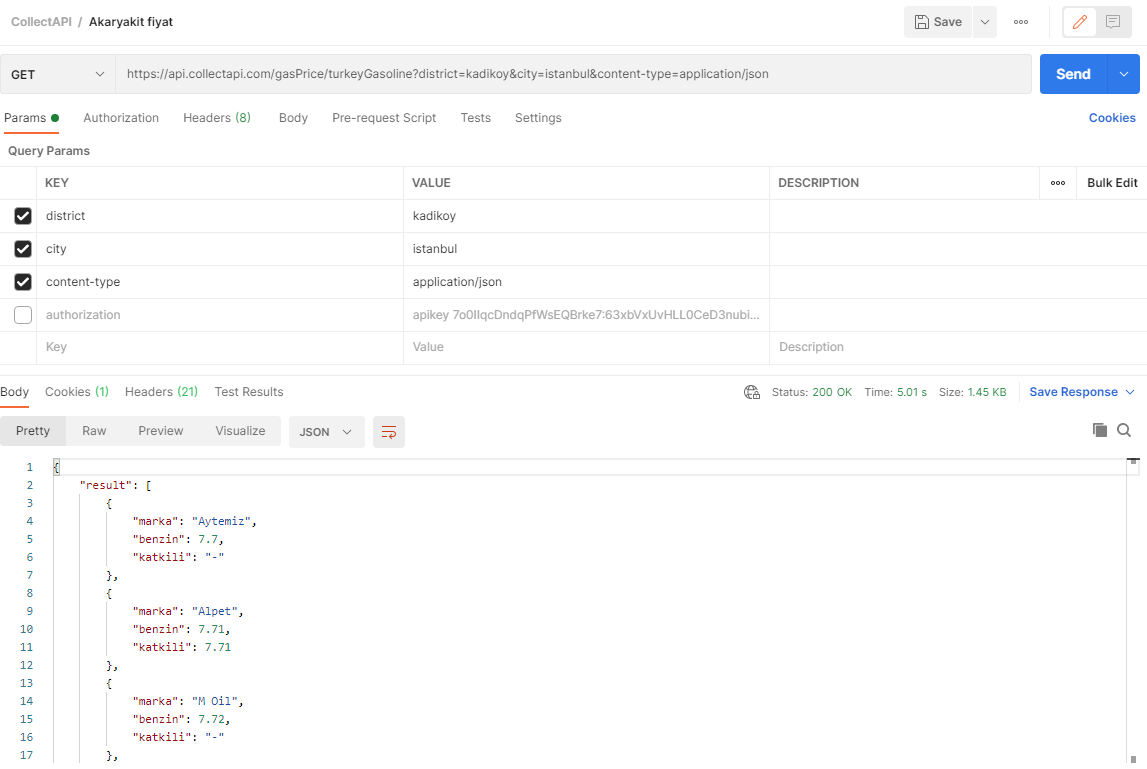 CollectAPI / Akaryakit fiyat
Save
GET https://api.collectapi.com/gasPrice/turkeyGasoline?district=kadikoy&city=istanbul&content-type=application/json Send
Params Authorization Headers (8) Body Pre-request Script Tests Settings Cookies
Query Params
KEY VALUE DESCRIPTION Bulk Edit
district kadikoy
city istanbul
content-type application/json
authorization apikey 7o0IIqcDndqPfWsEQBrke7:63xbVxUvHLL0CeD3nubi...
Key Value Description
Body Cookies (1) Headers (21) Test Results Status: 200 OK Time: 5.01 s Size: 1.45 KB Save Response
Pretty Raw Preview Visualize JSON
1 {
2 "result": [
3 {
4 "marka": "Aytemiz",
5 "benzin": 7.7,
6 "katkili": "-"
7 },
8 {
9 "marka": "Alpet",
10 "benzin": 7.71,
11 "katkili": 7.71
12 },
13 {
14 "marka": "M Oil",
15 "benzin": 7.72,
16 "katkili": "-"
17 },